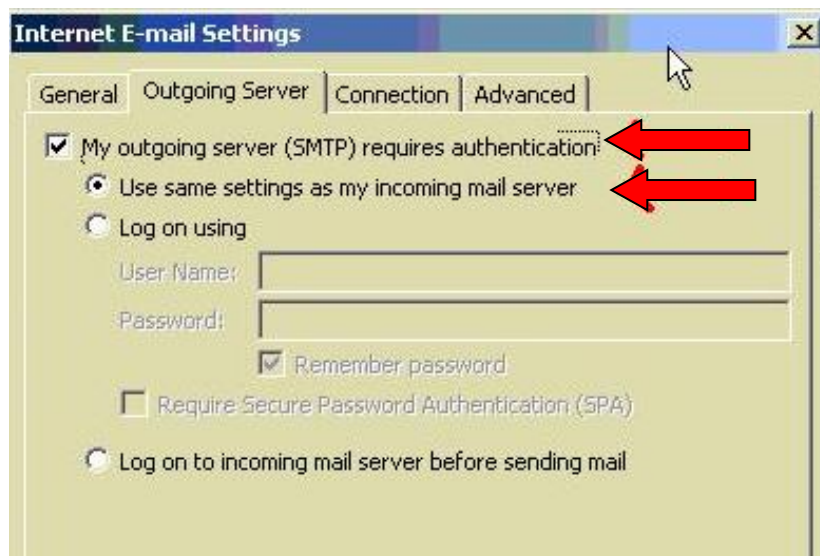 Internet E-mail Settings
General Outgoing Server Connection Advanced
My outgoing server (SMTP) requires authentication
Use same settings as my incoming mail server
Log on using
User Name:
Password:
Remember password
Require Secure Password Authentication (SPA)
Log on to incoming mail server before sending mail